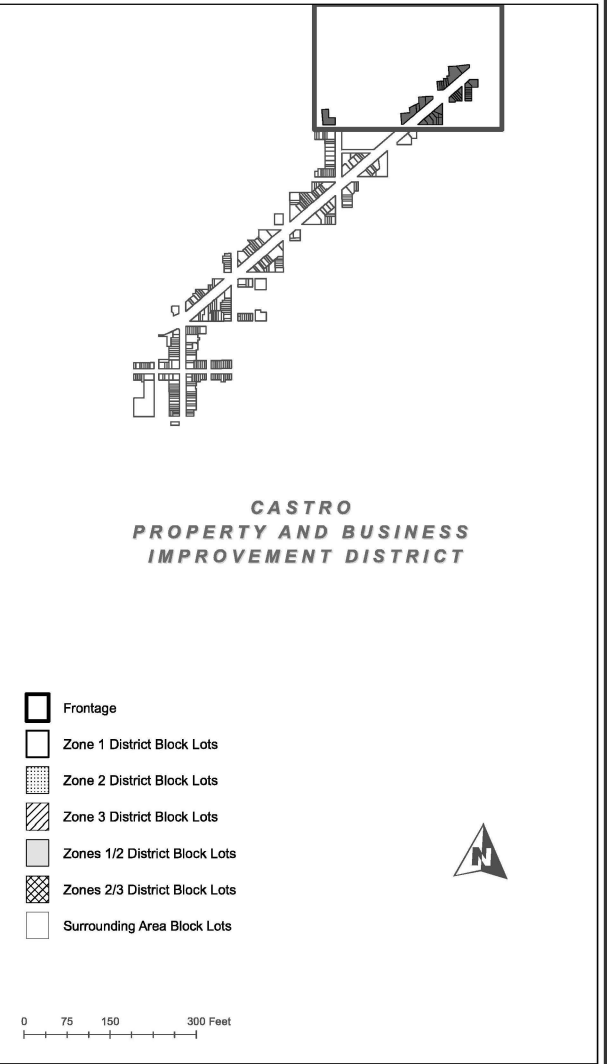 CASTRO
PROPERTY AND BUSINESS
IMPROVEMENT DISTRICT
Frontage
Zone 1 District Block Lots
Zone 2 District Block Lots
Zone 3 District Block Lots
Zones 1/2 District Block Lots
Zones 2/3 District Block Lots
Surrounding Area Block Lots
N
0 75 150 300 Feet